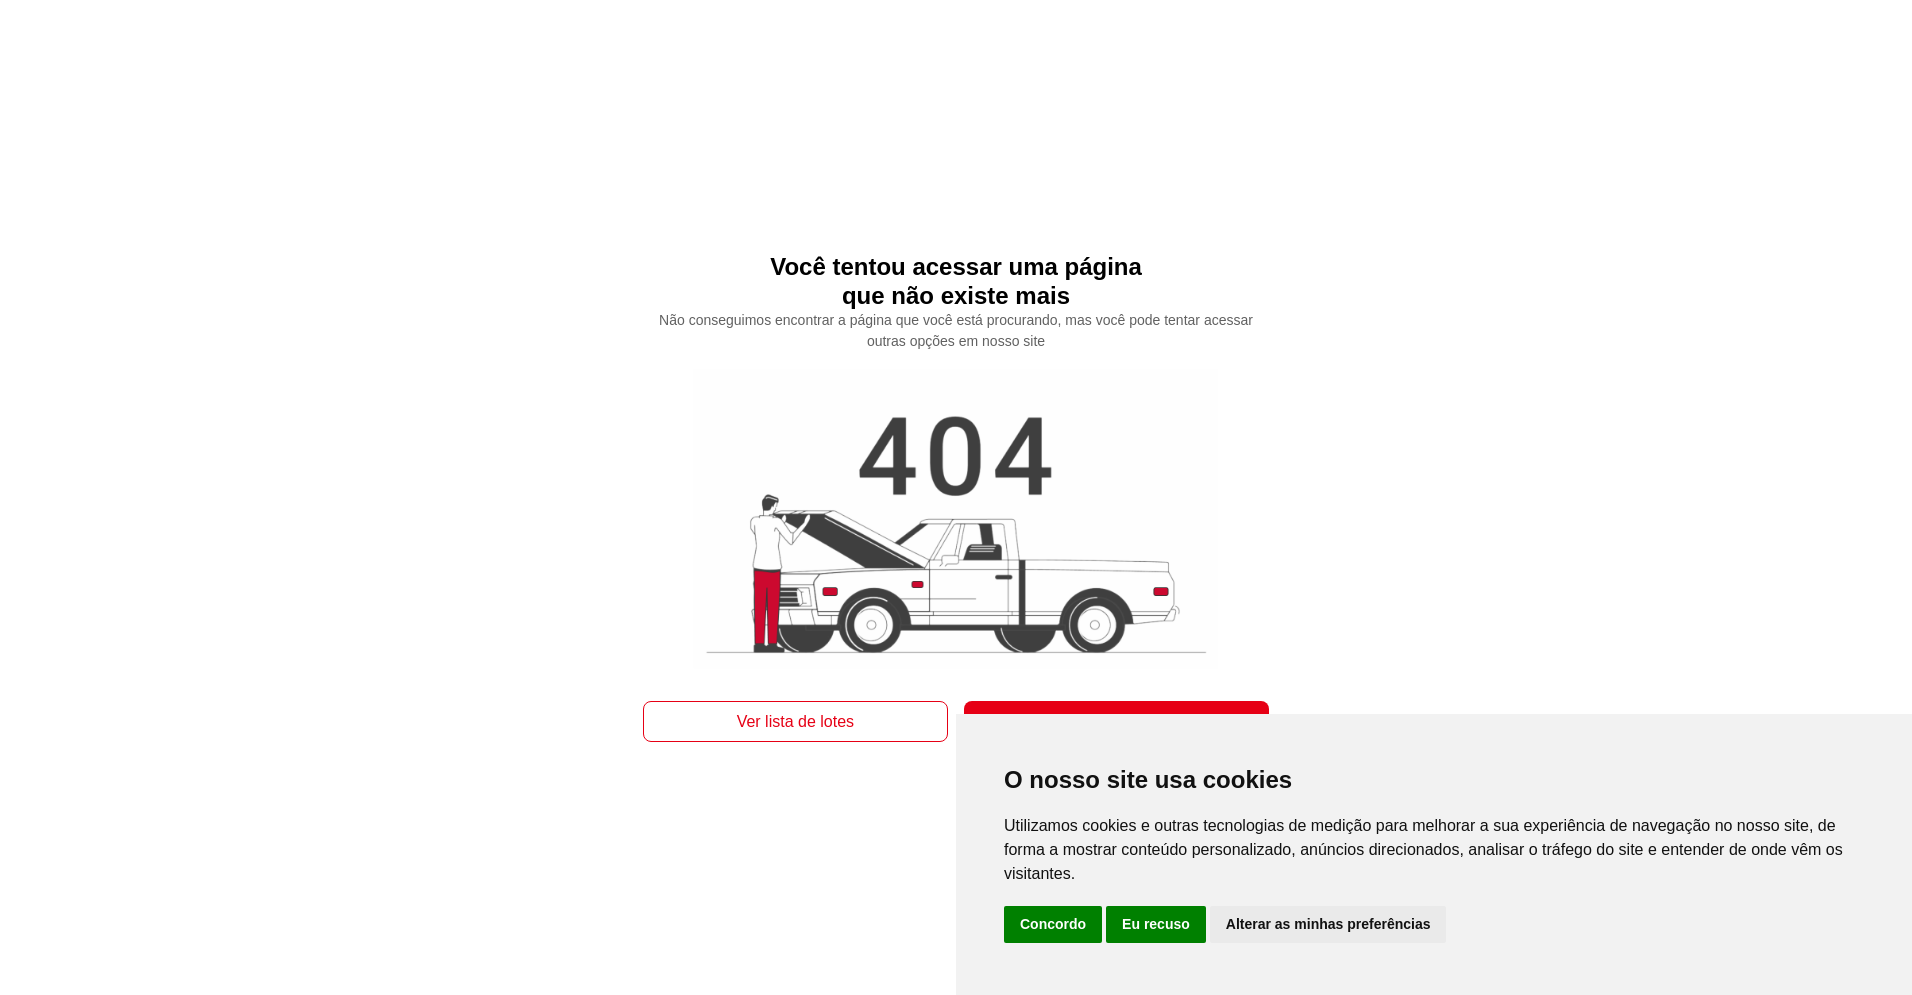 Você tentou acessar uma página
que não existe mais
Não conseguimos encontrar a página que você está procurando, mas você pode tentar acessar
outras opções em nosso site
404
Ver lista de lotes
O nosso site usa cookies
Utilizamos cookies e outras tecnologias de medição para melhorar a sua experiência de navegação no nosso site, de
forma a mostrar conteúdo personalizado, anúncios direcionados, analisar o tráfego do site e entender de onde vêm os
visitantes.
Concordo
Eu recuso
Alterar as minhas preferências